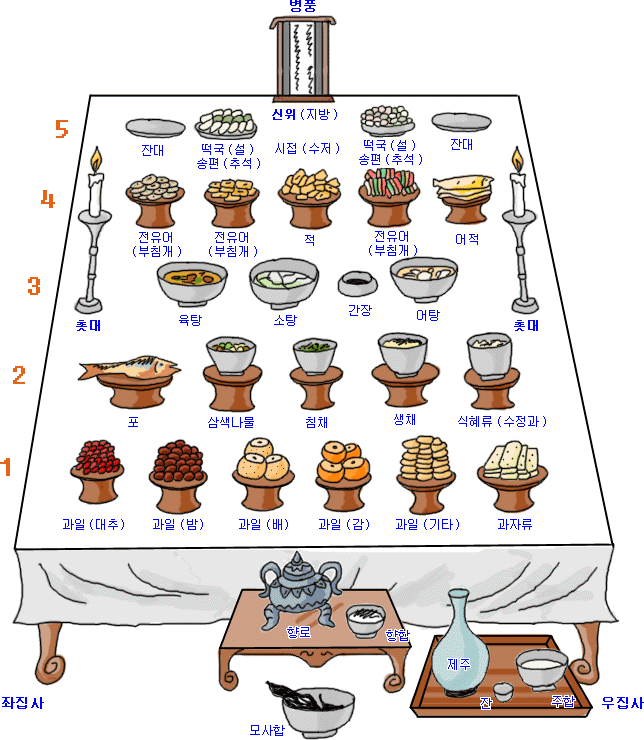 병풍
신위 (지방)
5
잔대
떡국 (설)
송편 (추석)
시접 (수저)
떡국 (설)
송편 (추석)
잔대
4
전유어
(부침개)
전유어
(부침개)
적
전유어
(부침개)
어적
3
촛대
육탕
소탕
간장
어탕
촛대
2
포
삼색나물
침채
생채
식혜류 (수정과)
1
과일 (대추)
과일 (밤)
과일 (배)
과일 (감)
과일 (기타)
과자류
향로
향합
제주
잔
주합
좌집사
우집사
모사합